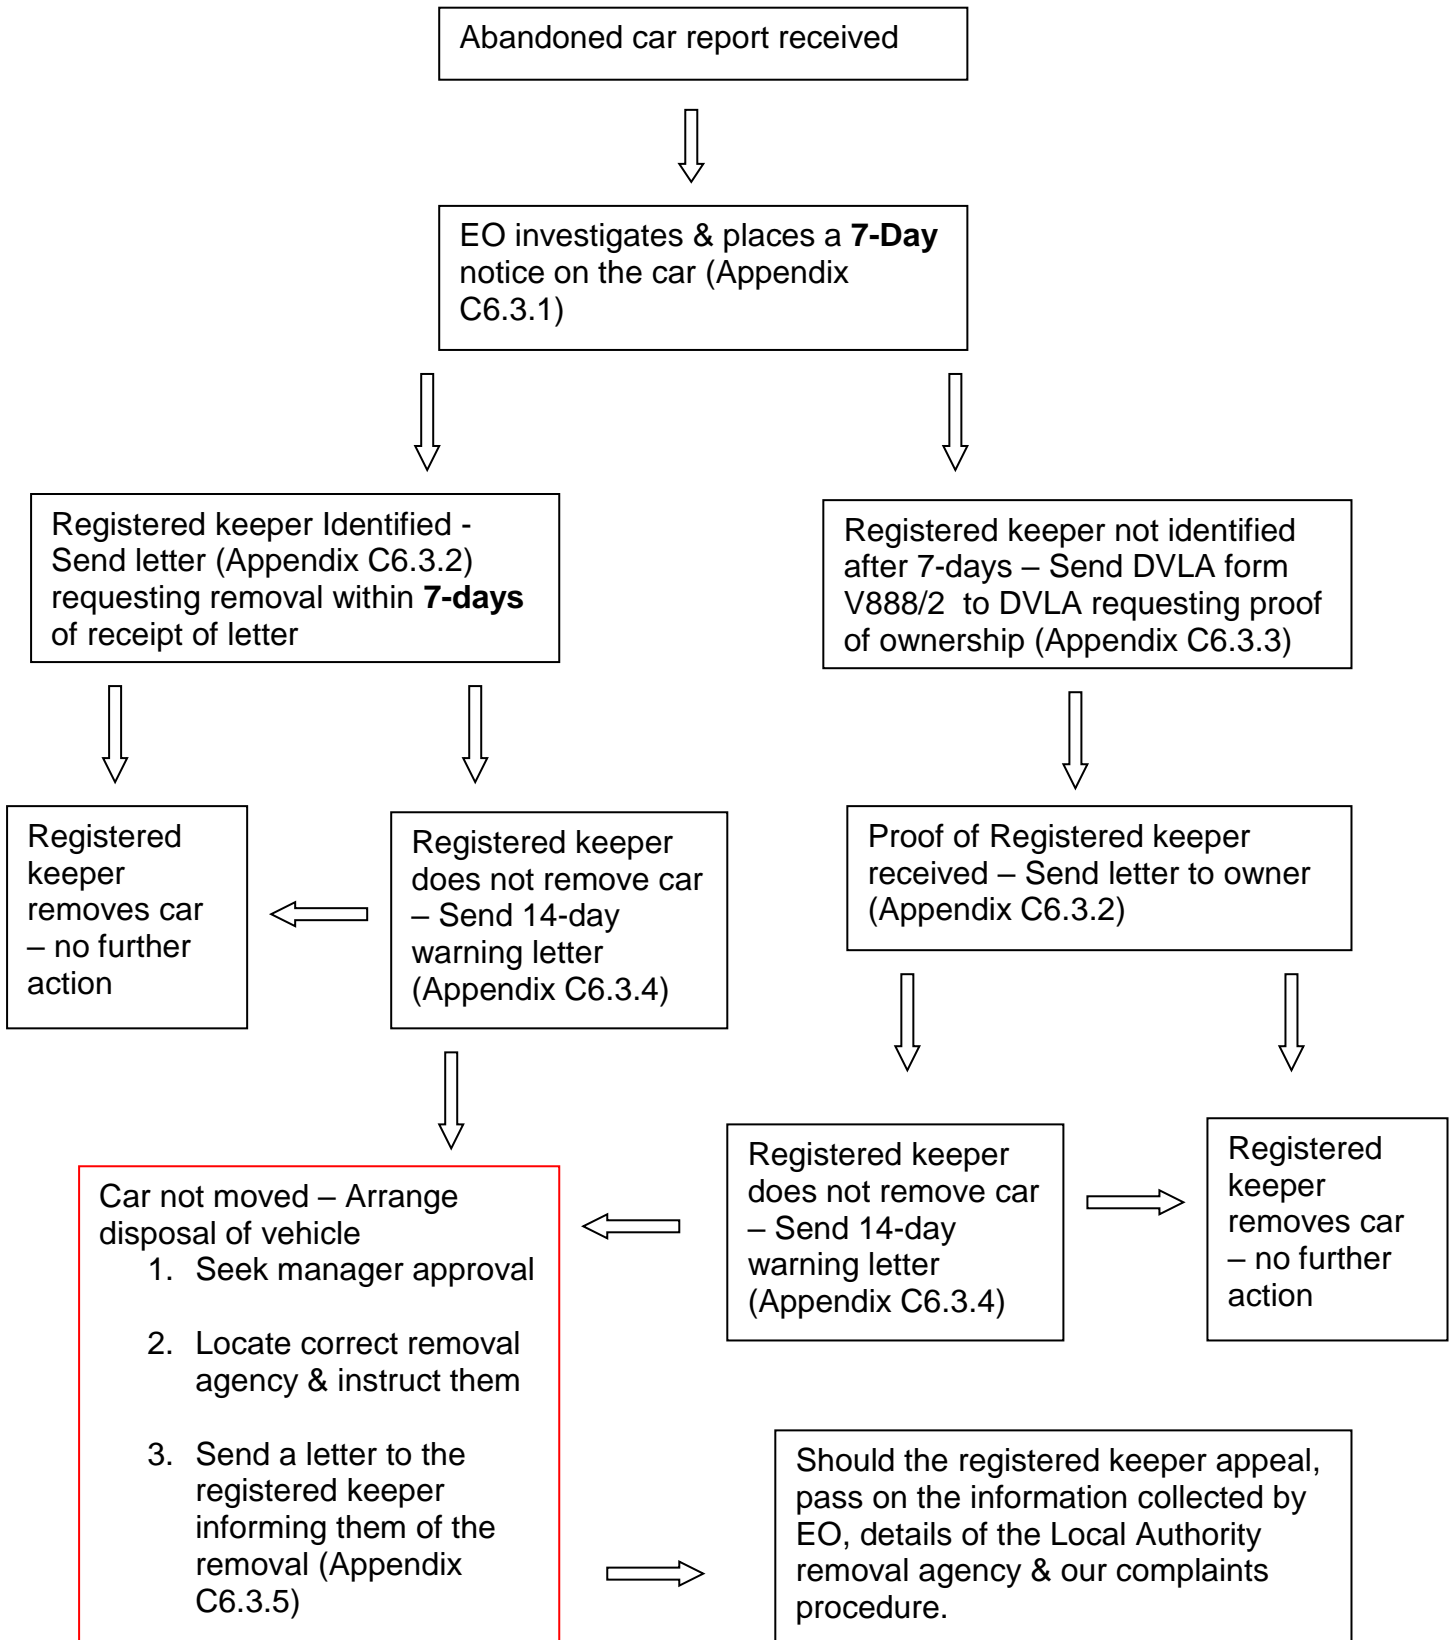 Abandoned car report received
EO investigates & places a 7-Day
notice on the car (Appendix
C6.3.1)
Registered keeper Identified -
Send letter (Appendix C6.3.2)
requesting removal within 7-days
of receipt of letter
Registered keeper not identified
after 7-days – Send DVLA form
V888/2 to DVLA requesting proof
of ownership (Appendix C6.3.3)
Registered
keeper
removes car
– no further
action
Registered keeper
does not remove car
– Send 14-day
warning letter
(Appendix C6.3.4)
Proof of Registered keeper
received – Send letter to owner
(Appendix C6.3.2)
Registered keeper
does not remove car
– Send 14-day
warning letter
(Appendix C6.3.4)
Registered
keeper
removes car
– no further
action
Car not moved – Arrange
disposal of vehicle
1. Seek manager approval
2. Locate correct removal
agency & instruct them
3. Send a letter to the
registered keeper
informing them of the
removal (Appendix
C6.3.5)
Should the registered keeper appeal,
pass on the information collected by
EO, details of the Local Authority
removal agency & our complaints
procedure.